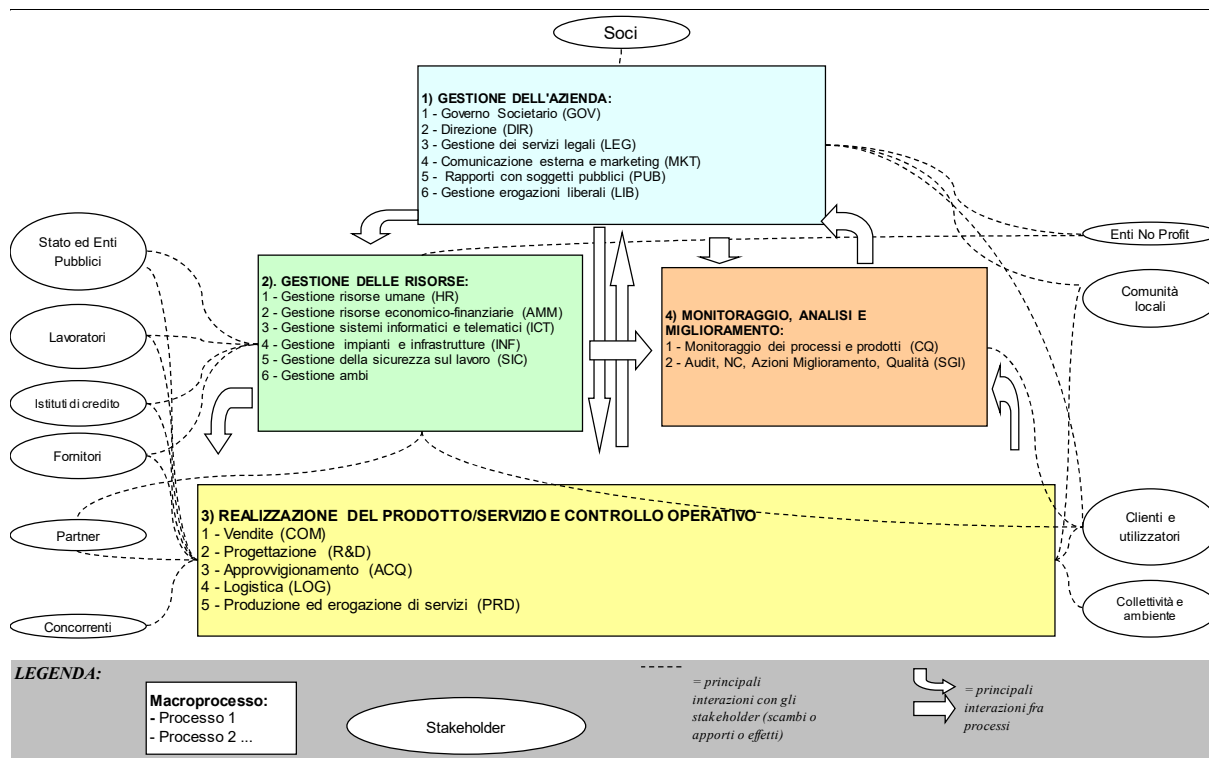 Soci
1) GESTIONE DELL'AZIENDA:
1 - Governo Societario (GOV)
2 - Direzione (DIR)
3 - Gestione dei servizi legali (LEG)
4 - Comunicazione esterna e marketing (MKT)
5 - Rapporti con soggetti pubblici (PUB)
6 - Gestione erogazioni liberali (LIB)
Stato ed Enti
Pubblici
Lavoratori
Istituti di credito
Fornitori
Partner
Concorrenti
2). GESTIONE DELLE RISORSE:
1 - Gestione risorse umane (HR)
2 - Gestione risorse economico-finanziarie (AMM)
3 - Gestione sistemi informatici e telematici (ICT)
4 - Gestione impianti e infrastrutture (INF)
5 - Gestione della sicurezza sul lavoro (SIC)
6 - Gestione ambi
4) MONITORAGGIO, ANALISI E
MIGLIORAMENTO:
1 - Monitoraggio dei processi e prodotti (CQ)
2 - Audit, NC, Azioni Miglioramento, Qualità (SGI)
Enti No Profit
Comunità
locali
Clienti e
utilizzatori
Collettività e
ambiente
3) REALIZZAZIONE DEL PRODOTTO/SERVIZIO E CONTROLLO OPERATIVO
1 - Vendite (COM)
2 - Progettazione (R&D)
3 - Approvvigionamento (ACQ)
4 - Logistica (LOG)
5 - Produzione ed erogazione di servizi (PRD)
LEGENDA:
Macroprocesso:
- Processo 1
- Processo 2 ...
Stakeholder
= principali
interazioni con gli
stakeholder (scambi o
apporti o effetti)
= principali
interazioni fra
processi